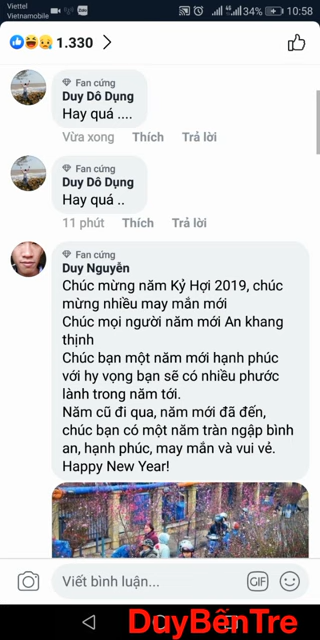 Viettel
Vietnamobile
34%
10:58
1.330
Fan cứng
Duy Dô Dụng
Hay quá ....
Vừa xong Thích Trả lời
Fan cứng
Duy Dô Dụng
Hay quá ..
11 phút Thích Trả lời
Fan cứng
Duy Nguyễn
Chúc mừng năm Kỷ Hợi 2019, chúc
mừng nhiều may mắn mới
Chúc mọi người năm mới An khang
thịnh
Chúc bạn một năm mới hạnh phúc
với hy vọng bạn sẽ có nhiều phước
lành trong năm tới.
Năm cũ đi qua, năm mới đã đến,
chúc bạn có một năm tràn ngập bình
an, hạnh phúc, may mắn và vui vẻ.
Happy New Year!
Viết bình luận...
GIF
DuyBếnTre